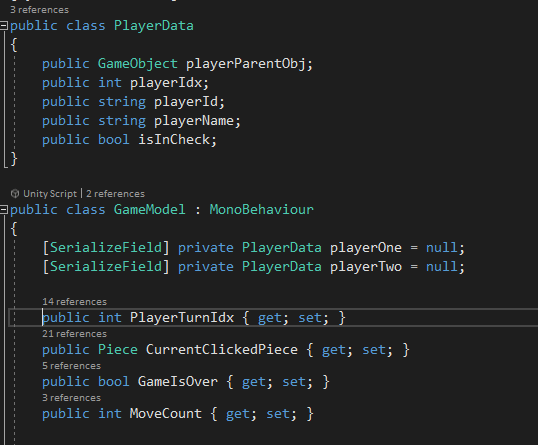 3 references
public class PlayerData
{
public GameObject playerParentObj;
public int playerIdx;
public string playerId;
public string playerName;
public bool isInCheck;
}
Unity Script | 2 references
public class GameModel : MonoBehaviour
{
[SerializeField] private PlayerData playerOne = null;
[SerializeField] private PlayerData playerTwo = null;
14 references
public int PlayerTurnIdx { get; set; }
21 references
public Piece CurrentClickedPiece { get; set; }
5 references
public bool GameIsOver { get; set; }
3 references
public int MoveCount { get; set; }